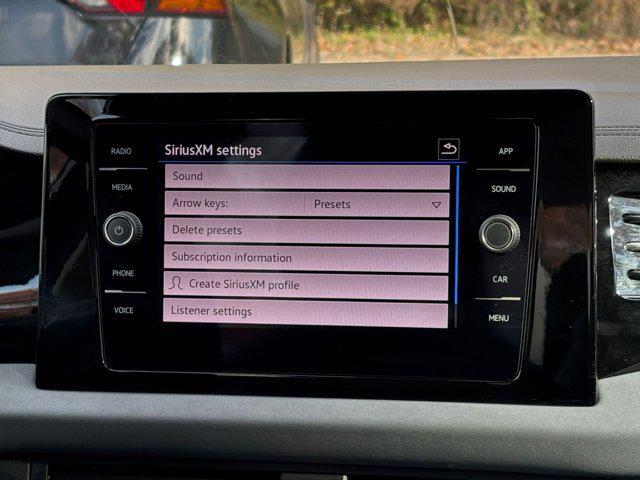 RADIO
MEDIA
PHONE
VOICE
SiriusXM settings
Sound
Arrow keys: Presets
Delete presets
Subscription information
Create SiriusXM profile
Listener settings
APP
SOUND
CAR
MENU